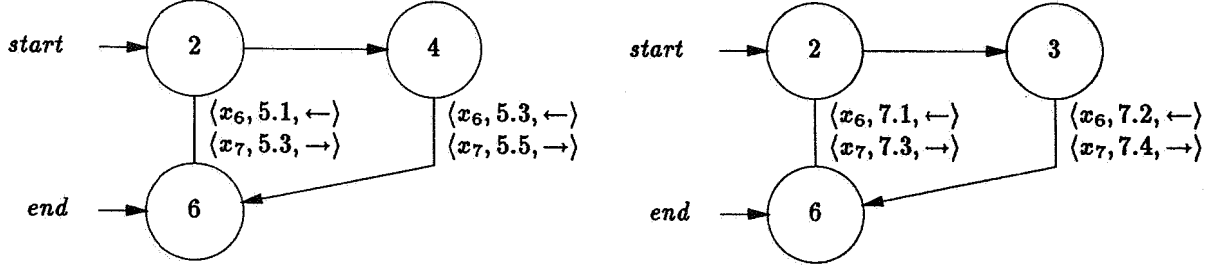 start 2 4
⟨x₆, 5.1, ←⟩ ⟨x₆, 5.3, ←⟩
⟨x₇, 5.3, →⟩ ⟨x₇, 5.5, →⟩
end 6
start 2 3
⟨x₆, 7.1, ←⟩ ⟨x₆, 7.2, ←⟩
⟨x₇, 7.3, →⟩ ⟨x₇, 7.4, →⟩
end 6